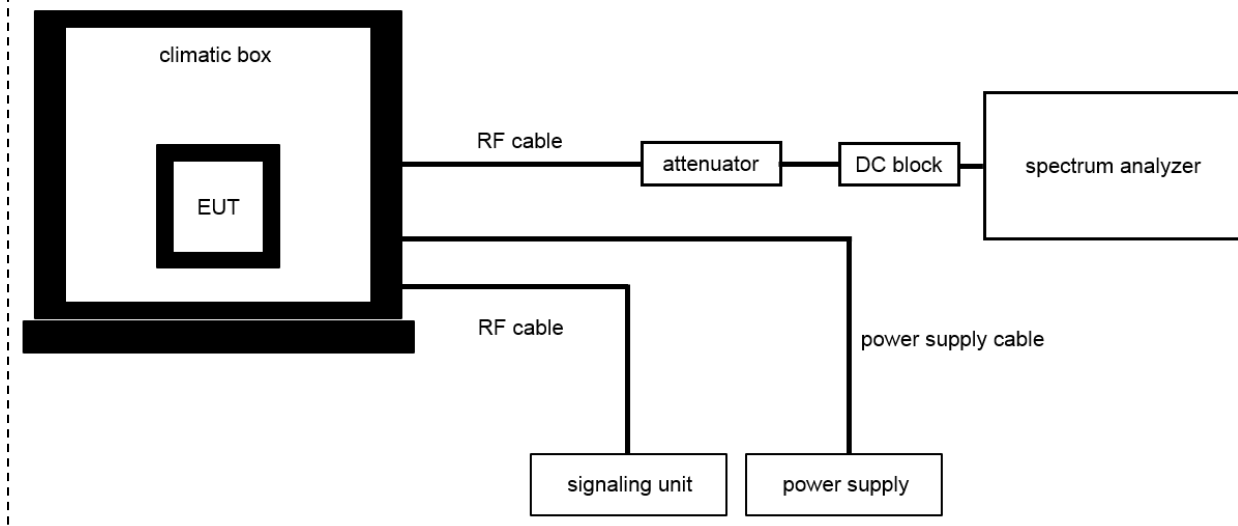 climatic box
RF cable
attenuator
DC block
spectrum analyzer
EUT
RF cable
power supply cable
signaling unit
power supply